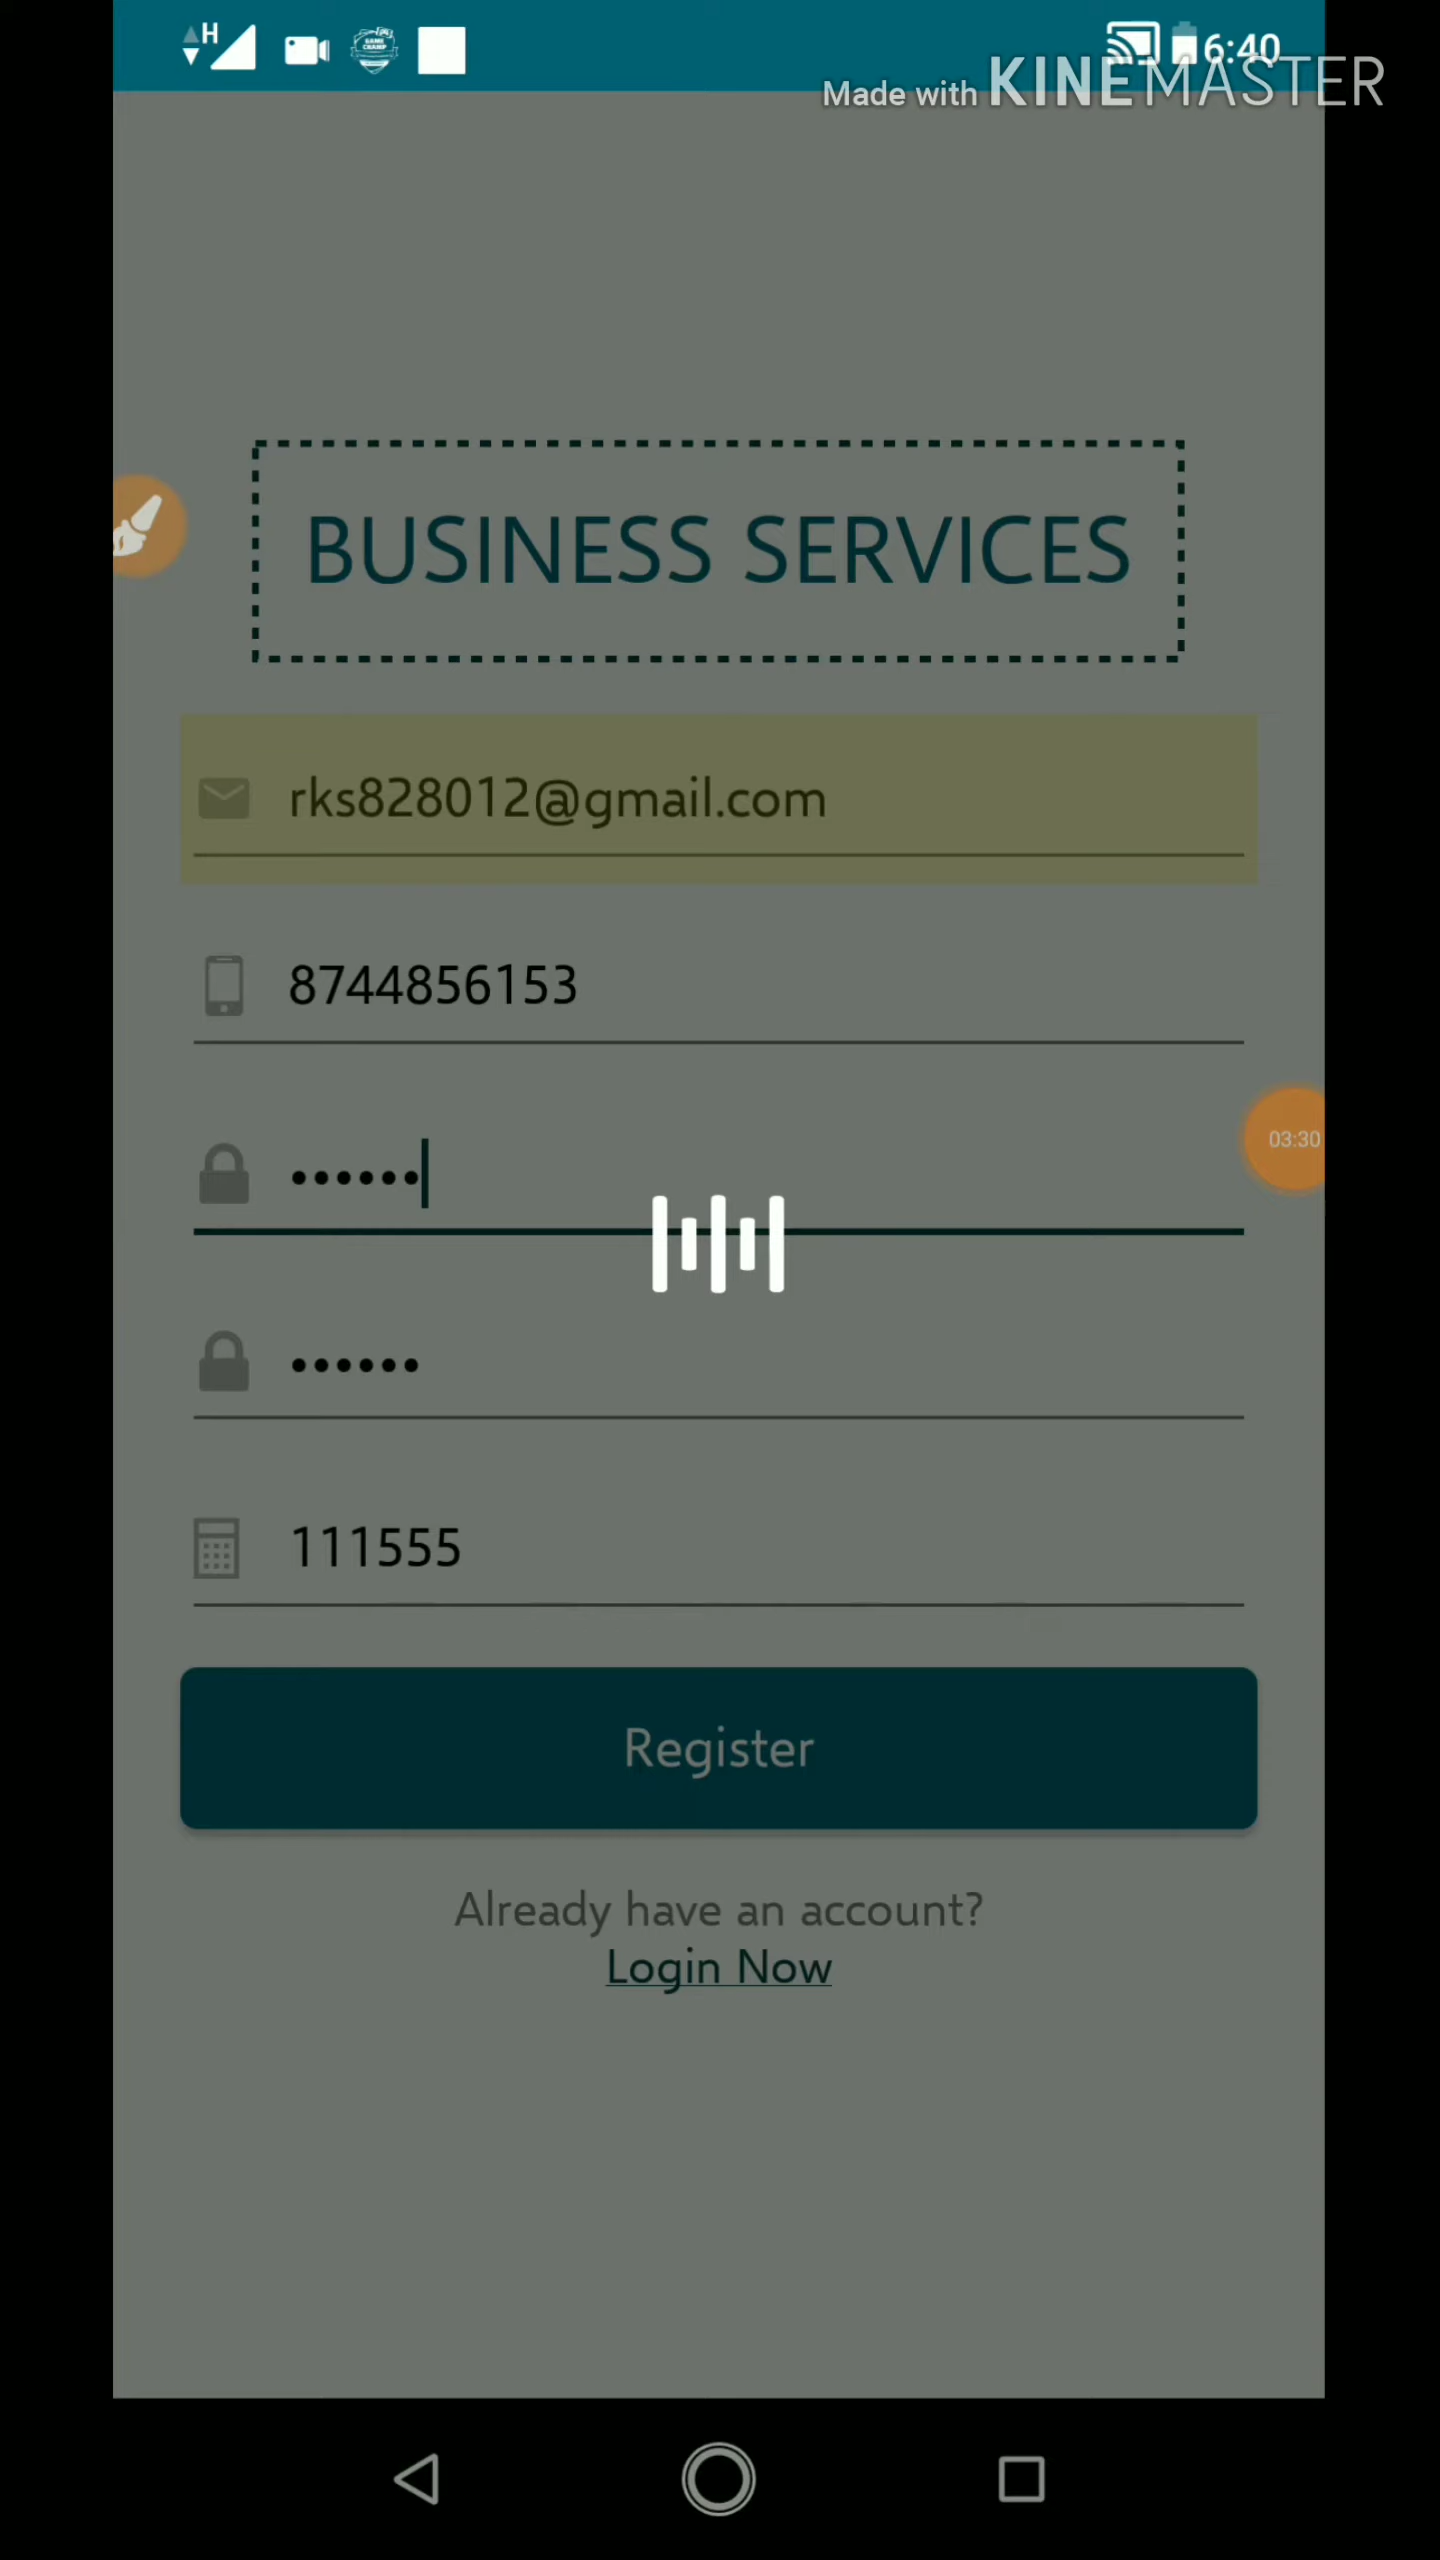 H
6:40
Made with KINEMASTER
BUSINESS SERVICES
rks828012@gmail.com
8744856153
••••••
03:30
••••••
111555
Register
Already have an account?
Login Now